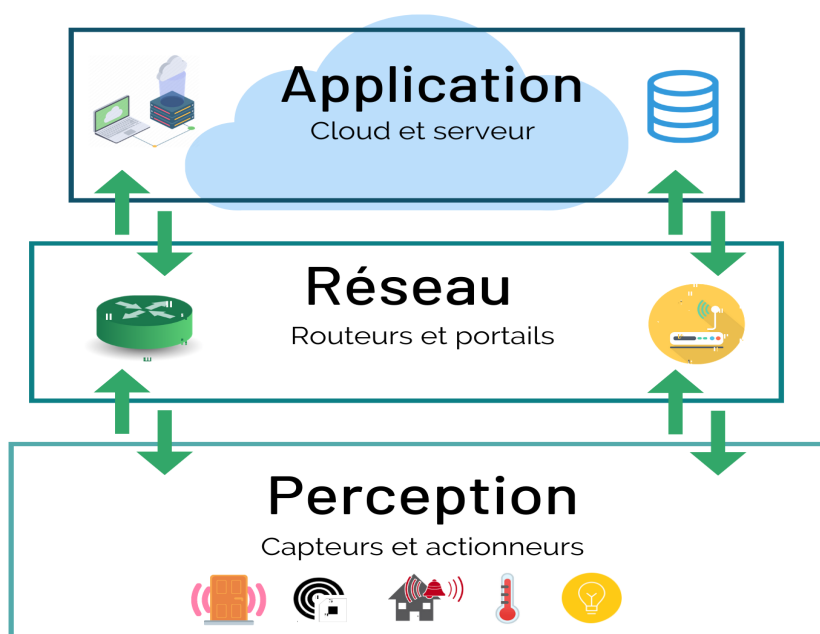 Application
Cloud et serveur
Réseau
Routeurs et portails
Perception
Capteurs et actionneurs